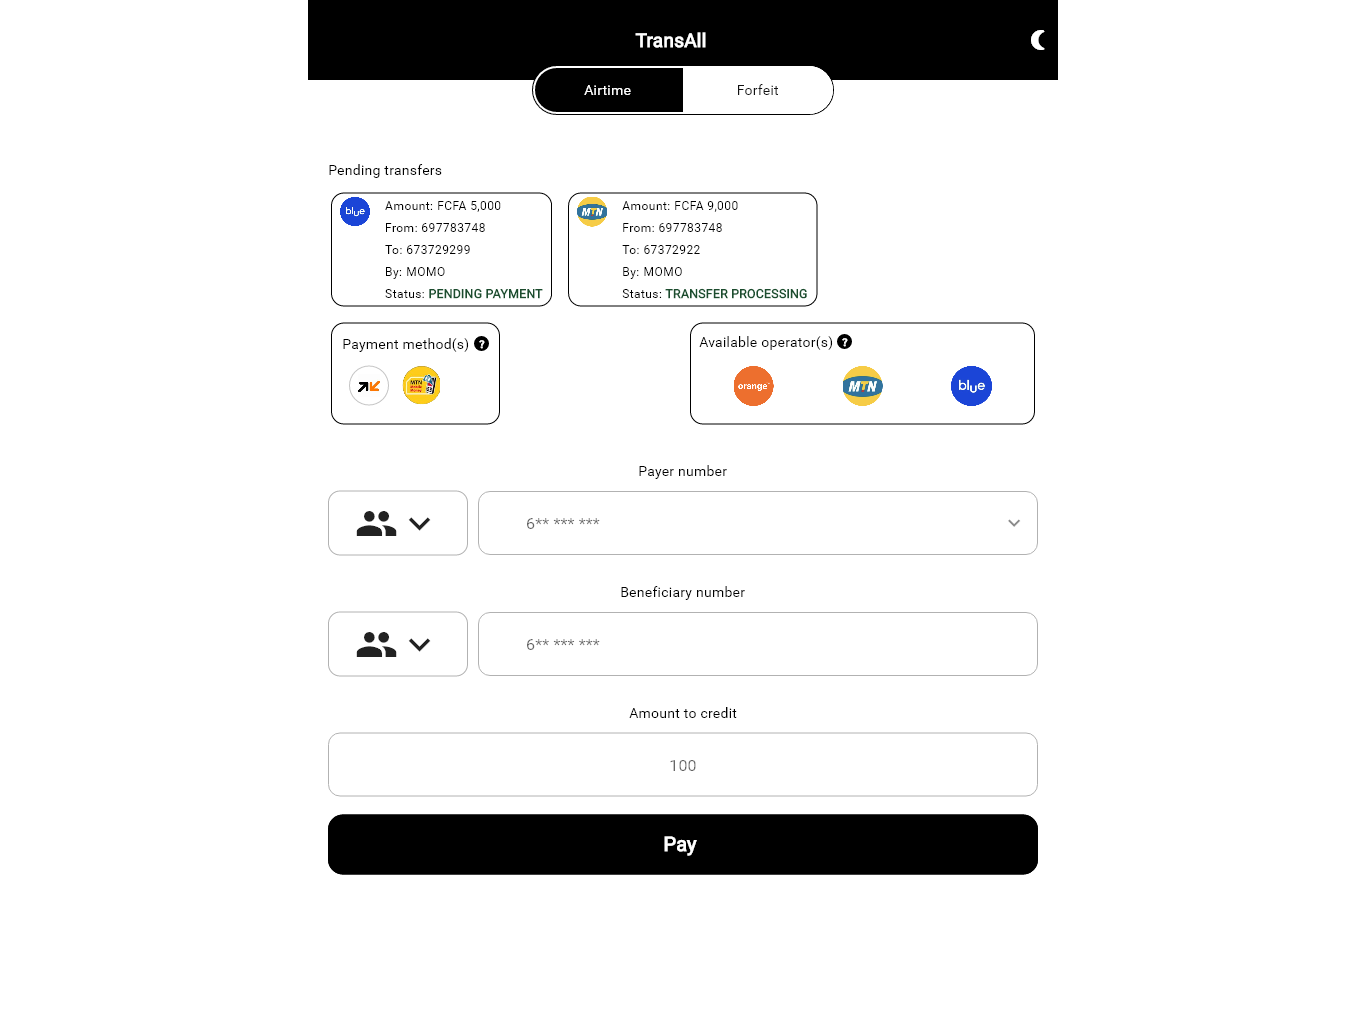 TransAll
Airtime
Forfeit
Pending transfers
blue
Amount: FCFA 5,000
From: 697783748
To: 673729299
By: MOMO
Status: PENDING PAYMENT
MTN
Amount: FCFA 9,000
From: 697783748
To: 67372922
By: MOMO
Status: TRANSFER PROCESSING
Payment method(s) ?
MTN
Available operator(s) ?
orange
MTN
blue
Payer number
6** *** ***
Beneficiary number
6** *** ***
Amount to credit
100
Pay